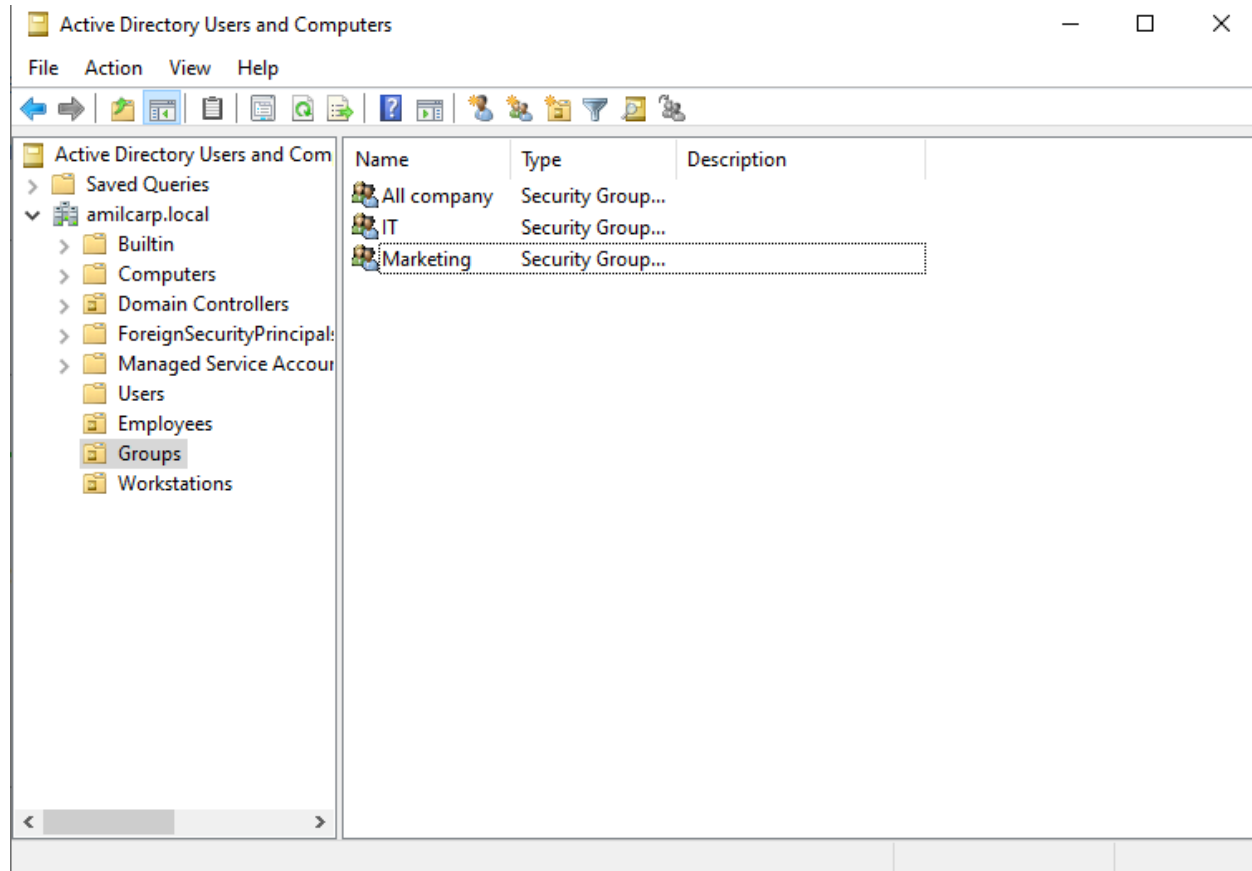 Active Directory Users and Computers
File Action View Help
Active Directory Users and Com
Saved Queries
amilcarp.local
Builtin
Computers
Domain Controllers
ForeignSecurityPrincipals
Managed Service Accour
Users
Employees
Groups
Workstations
Name Type Description
All company Security Group...
IT Security Group...
Marketing Security Group...